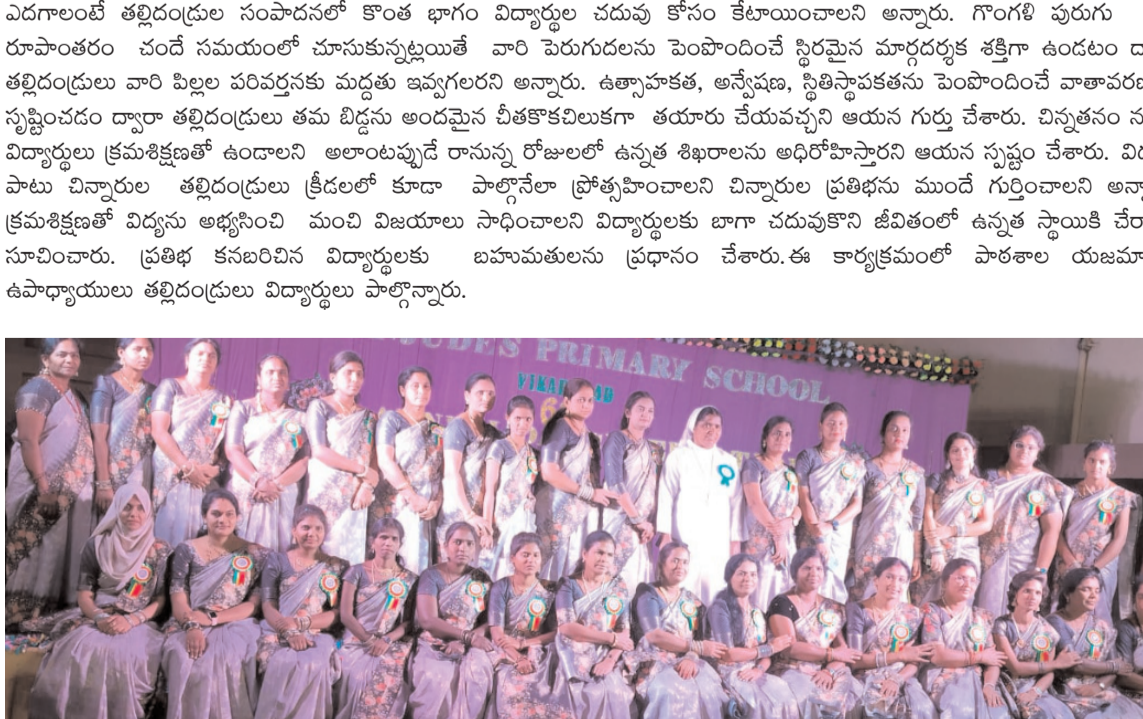 ఎదగాలంటే తల్లిదండ్రుల సంపాదనలో కొంత భాగం విద్యార్థుల చదువు కోసం కేటాయించాలని అన్నారు. గొంగళి పురుగు
రూపాంతరం చందే సమయంలో చూసుకున్నట్లయితే వారి పెరుగుదలను పెంపొందించే స్థిరమైన మార్గదర్శక శక్తిగా ఉండటం
తల్లిదండ్రులు వారి పిల్లల పరివర్తనకు మద్దతు ఇవ్వగలరని అన్నారు. ఉత్సాహకత, అన్వేషణ, స్థితిస్థాపకతను పెంపొందించే
సృష్టించడం ద్వారా తల్లిదండ్రులు తమ బిడ్డను అందమైన చీతకొకచిలుకగా తయారు చేయవచ్చని ఆయన గుర్తు చేశారు. చిన్నతనం
విద్యార్థులు క్రమశిక్షణతో ఉండాలని అలాంటప్పుడే రానున్న రోజులలో ఉన్నత శిఖరాలను అధిరోహిస్తారని ఆయన స్పష్టం చేశారు.
పాటు చిన్నారుల తల్లిదండ్రులు క్రీడలలో కూడా పాల్గొనేలా ప్రోత్సహించాలని చిన్నారుల ప్రతిభను ముందే గుర్తించాలని
క్రమశిక్షణతో విద్యను అభ్యసించి మంచి విజయాలు సాధించాలని విద్యార్థులకు బాగా చదువుకొని జీవితంలో ఉన్నత స్థాయికి
సూచించారు. ప్రతిభ కనబరిచిన విద్యార్థులకు బహుమతులను ప్రధానం చేశారు.ఈ కార్యక్రమంలో పాఠశాల
ఉపాధ్యాయులు తల్లిదండ్రులు విద్యార్థులు పాల్గొన్నారు.
JUDES PRIMARY SCHOOL